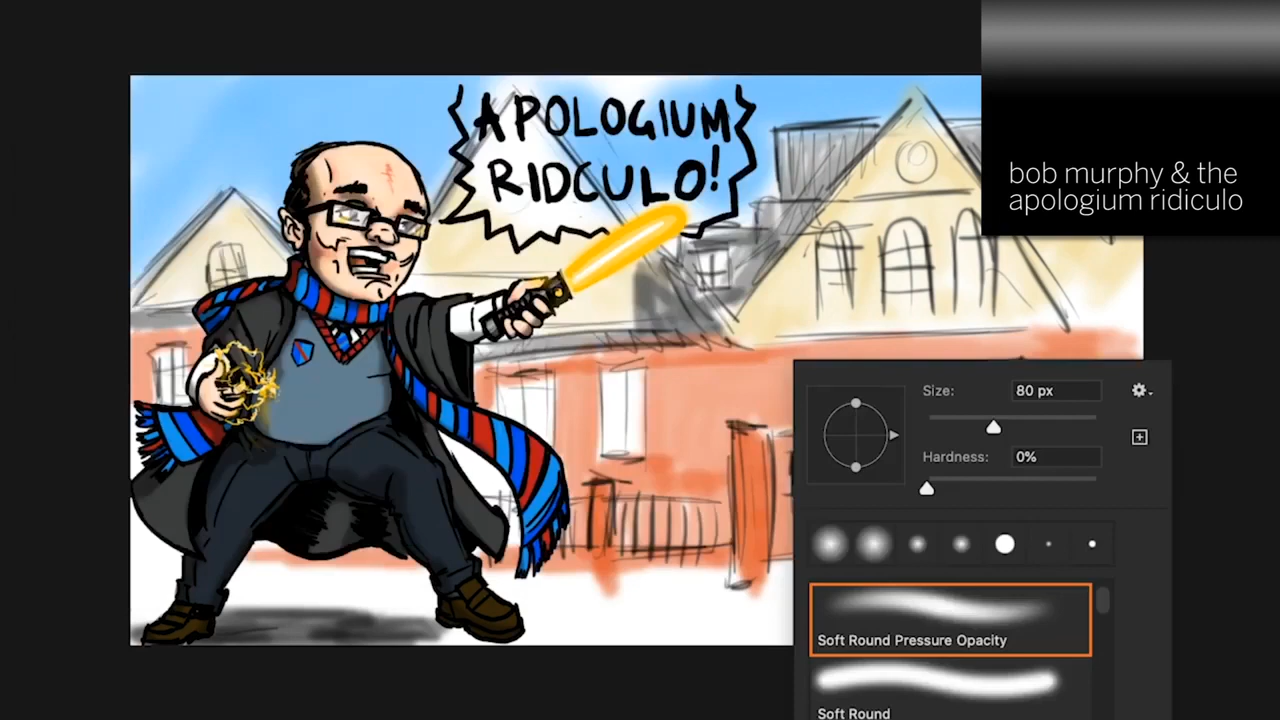 APOLOGIUM
RIDCULO!
bob murphy & the
apologium ridiculo
Size:
80 px
Hardness:
0%
Soft Round Pressure Opacity
Soft Round